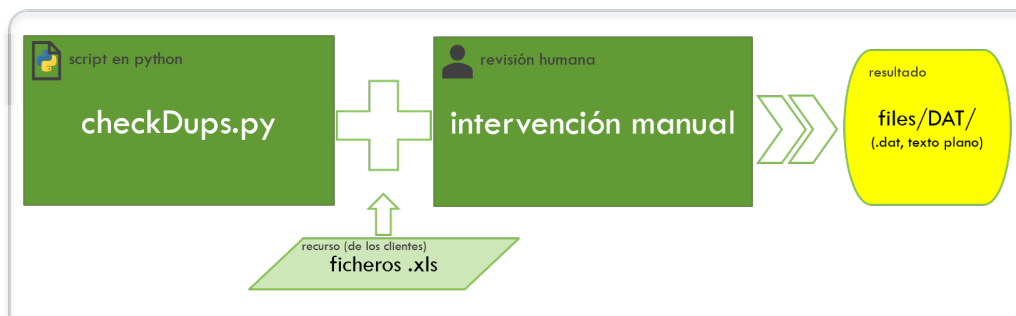 script en python
checkDups.py
revisión humana
intervención manual
resultado
files/DAT/
(.dat, texto plano)
recurso (de los clientes)
ficheros .xls